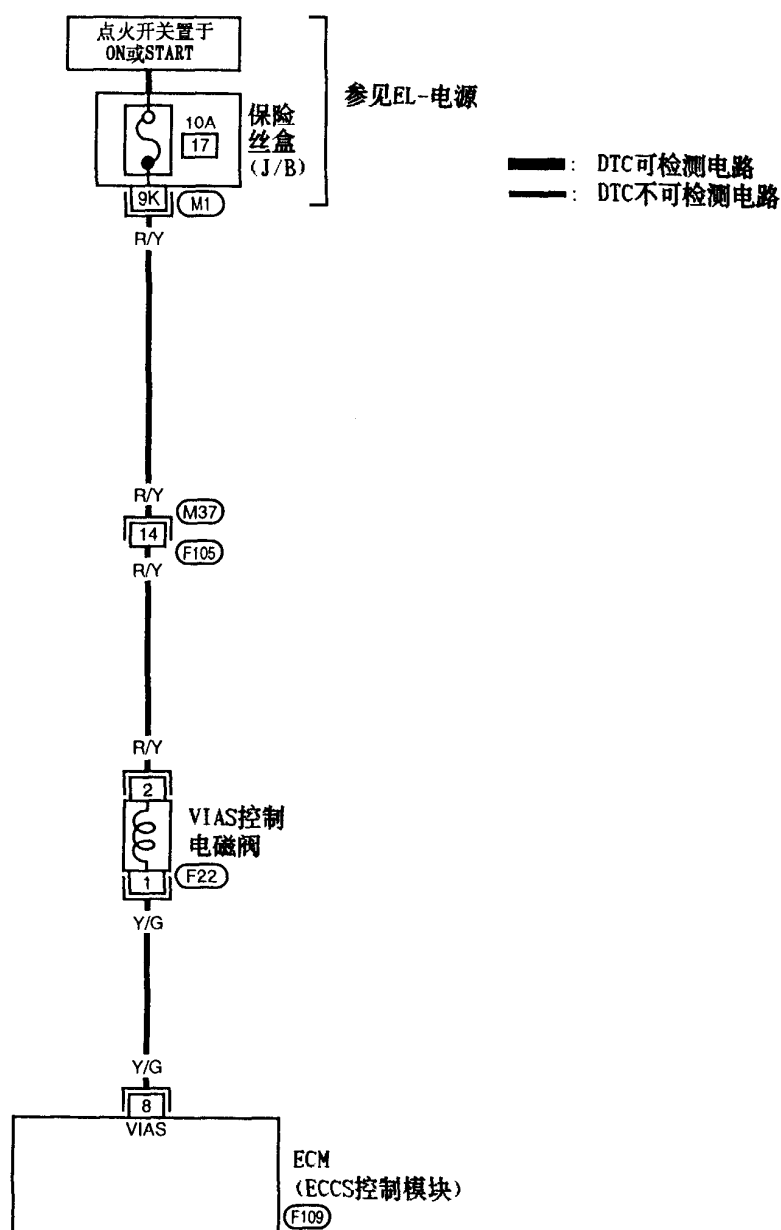 点火开关置于
ON或START
参见EL-电源
10A
17
保险
丝盒
(J/B)
9K
M1
R/Y
DTC可检测电路
DTC不可检测电路
R/Y
M37
14
F105
R/Y
R/Y
2
VIAS控制
电磁阀
1
F22
Y/G
Y/G
8
VIAS
ECM
(ECCS控制模块)
F109